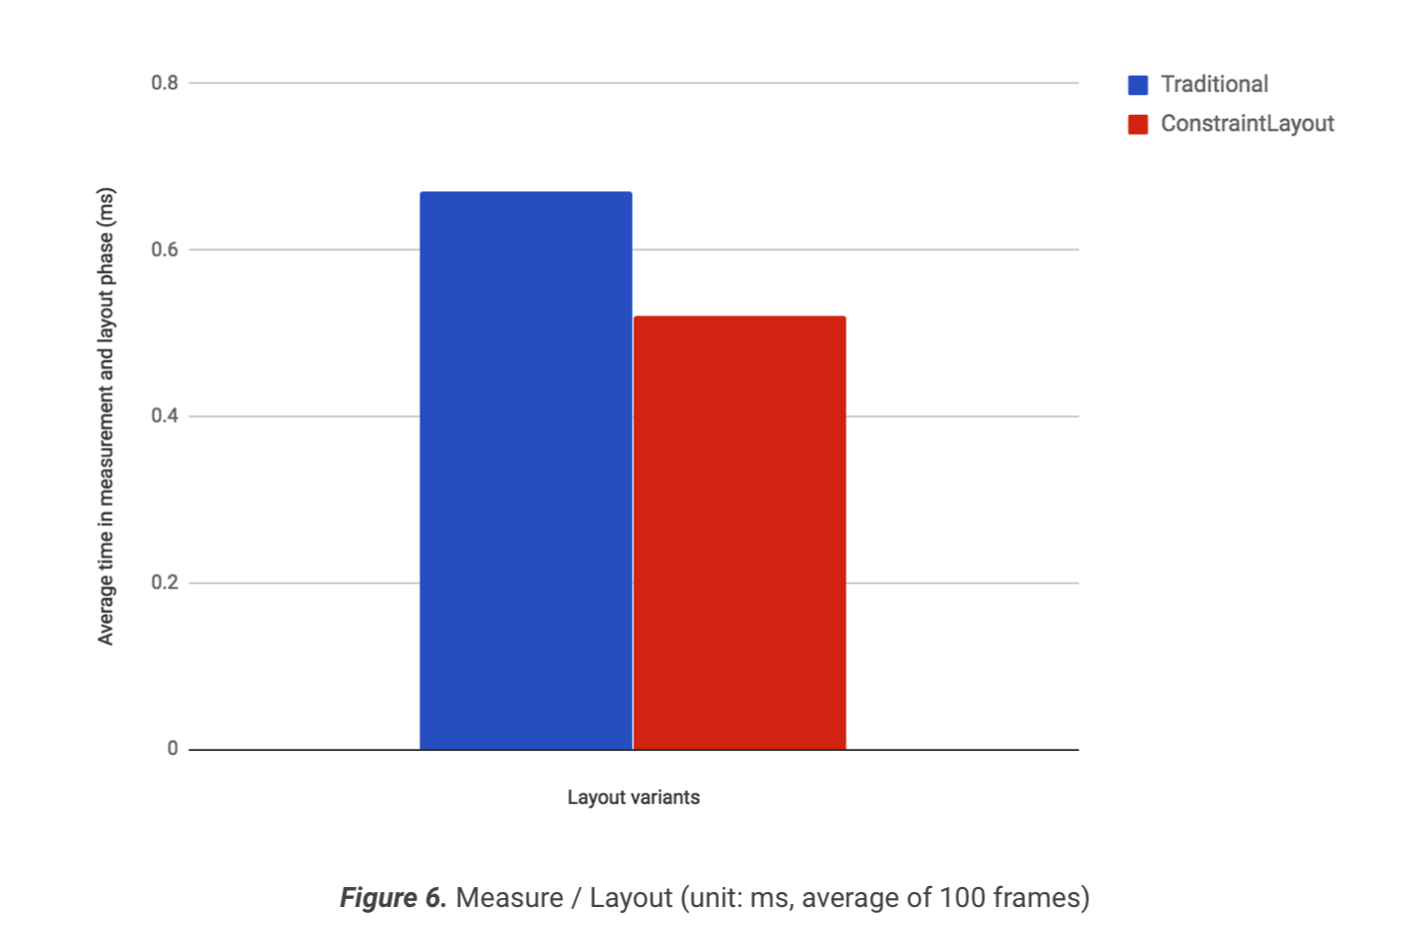 0.8
0.6
0.4
0.2
0
Average time in measurement and layout phase (ms)
Layout variants
Traditional
ConstraintLayout
Figure 6. Measure / Layout (unit: ms, average of 100 frames)